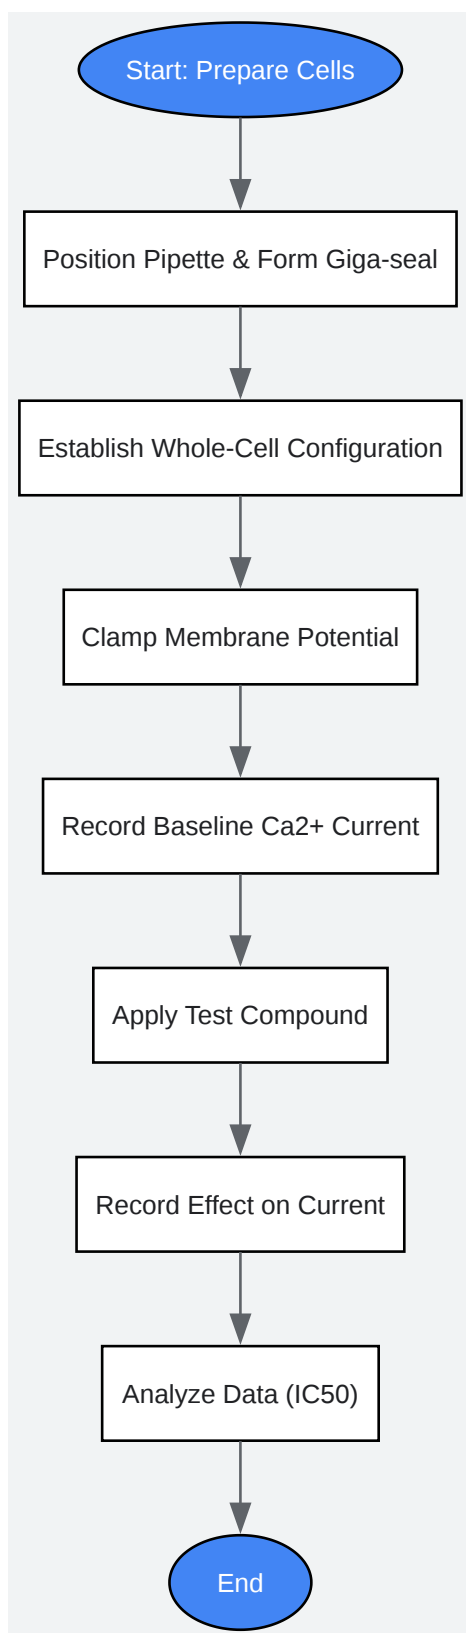 Start: Prepare Cells
Position Pipette & Form Giga-seal
Establish Whole-Cell Configuration
Clamp Membrane Potential
Record Baseline Ca2+ Current
Apply Test Compound
Record Effect on Current
Analyze Data (IC50)
End